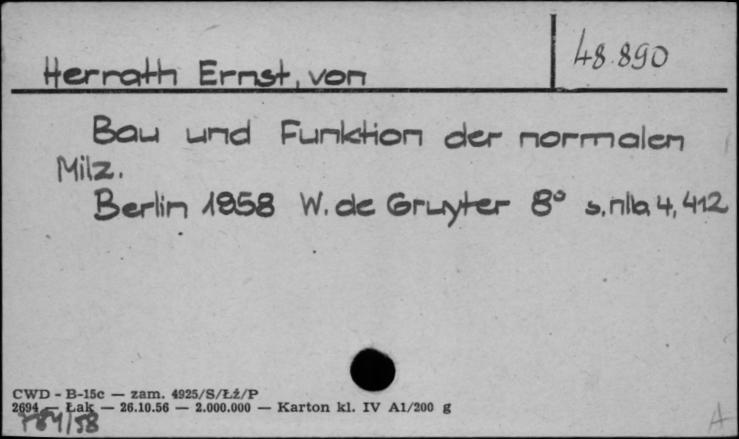 48.890
Herrath Ernst, von
Bau und Funktion der normalen
Milz.
Berlin 1958 W. de Gruyter 8° s, nlb, 4, 412
CWD - B-15c — zam. 4925/S/Łż/P
2694 — Łak — 26.10.56 — 2.000.000 — Karton kl. IV A1/200 g
A